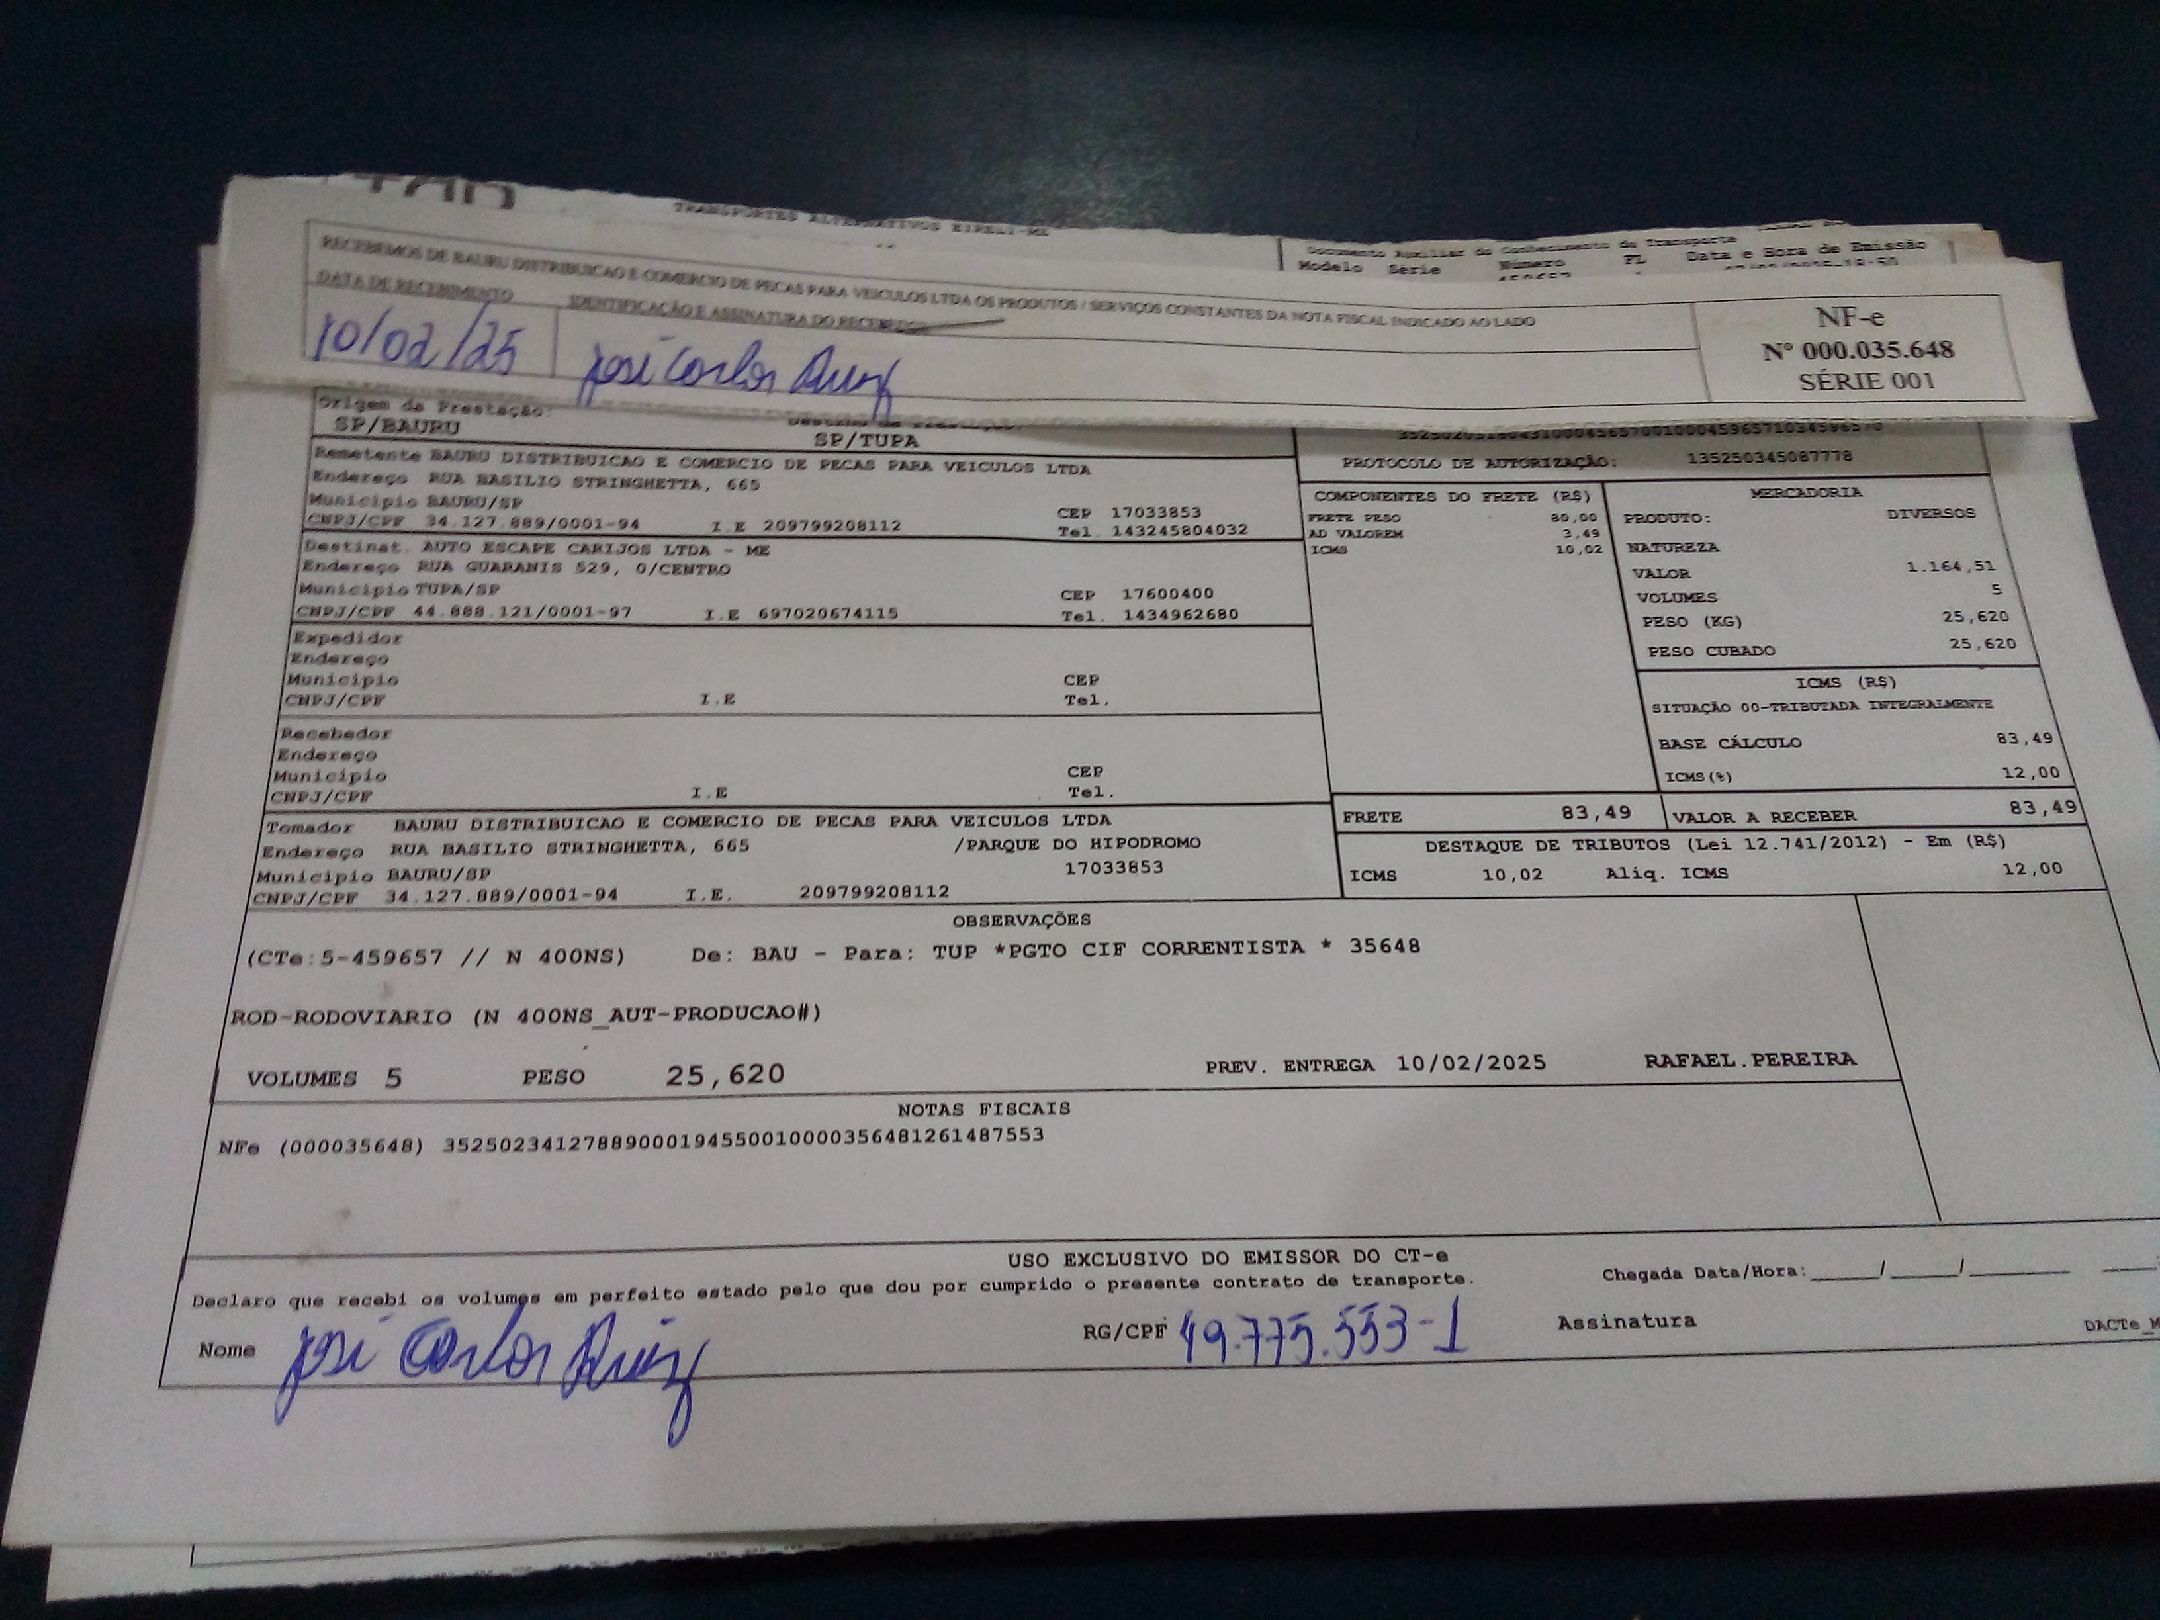 TRANSPORTES ALTERNATIVOS EIRELI-ME
Documento Auxiliar do Conhecimento de Transporte
Modelo Série Número FL Data e Hora de Emissão
RECEBEMOS DE BAURU DISTRIBUICAO E COMERCIO DE PECAS PARA VEICULOS LTDA OS PRODUTOS / SERVIÇOS CONSTANTES DA NOTA FISCAL INDICADO AO LADO
DATA DE RECEBIMENTO IDENTIFICAÇÃO E ASSINATURA DO RECEBEDOR
10/02/25 José Carlos Ruiz
NF-e
Nº 000.035.648
SÉRIE 001
Origem da Prestação:
SP/BAURU SP/TUPA
Remetente BAURU DISTRIBUICAO E COMERCIO DE PECAS PARA VEICULOS LTDA
Endereço RUA BASILIO STRINGHETTA, 665
Município BAURU/SP CEP 17033853
CNPJ/CPF 34.127.889/0001-94 I.E 209799208112 Tel. 143245804032
Destinat. AUTO ESCAPE CARIJOS LTDA - ME
Endereço RUA GUARANIS 529, 0/CENTRO
Município TUPA/SP CEP 17600400
CNPJ/CPF 44.888.121/0001-97 I.E 697020674115 Tel. 1434962680
Expedidor
Endereço
Município CEP
CNPJ/CPF I.E Tel.
Recebedor
Endereço
Município CEP
CNPJ/CPF I.E Tel.
Tomador BAURU DISTRIBUICAO E COMERCIO DE PECAS PARA VEICULOS LTDA
Endereço RUA BASILIO STRINGHETTA, 665 /PARQUE DO HIPODROMO
Município BAURU/SP 17033853
CNPJ/CPF 34.127.889/0001-94 I.E. 209799208112
PROTOCOLO DE AUTORIZAÇÃO: 135250345087778
COMPONENTES DO FRETE (R$)
FRETE PESO 80,00
AD VALOREM 3,49
ICMS 10,02
MERCADORIA
PRODUTO: DIVERSOS
NATUREZA
VALOR 1.164,51
VOLUMES 5
PESO (KG) 25,620
PESO CUBADO 25,620
ICMS (R$)
SITUAÇÃO 00-TRIBUTADA INTEGRALMENTE
BASE CÁLCULO 83,49
ICMS(%) 12,00
FRETE 83,49 VALOR A RECEBER 83,49
DESTAQUE DE TRIBUTOS (Lei 12.741/2012) - Em (R$)
ICMS 10,02 Aliq. ICMS 12,00
OBSERVAÇÕES
(CTe:5-459657 // N 400NS) De: BAU - Para: TUP *PGTO CIF CORRENTISTA * 35648
ROD-RODOVIARIO (N 400NS_AUT-PRODUCAO#)
VOLUMES 5 PESO 25,620 PREV. ENTREGA 10/02/2025 RAFAEL.PEREIRA
NOTAS FISCAIS
NFe (000035648) 35250234127889000194550010000356481261487553
USO EXCLUSIVO DO EMISSOR DO CT-e
Declaro que recebi os volumes em perfeito estado pelo que dou por cumprido o presente contrato de transporte. Chegada Data/Hora:____/____/______
Nome José Carlos Ruiz RG/CPF 49.775.553-1 Assinatura